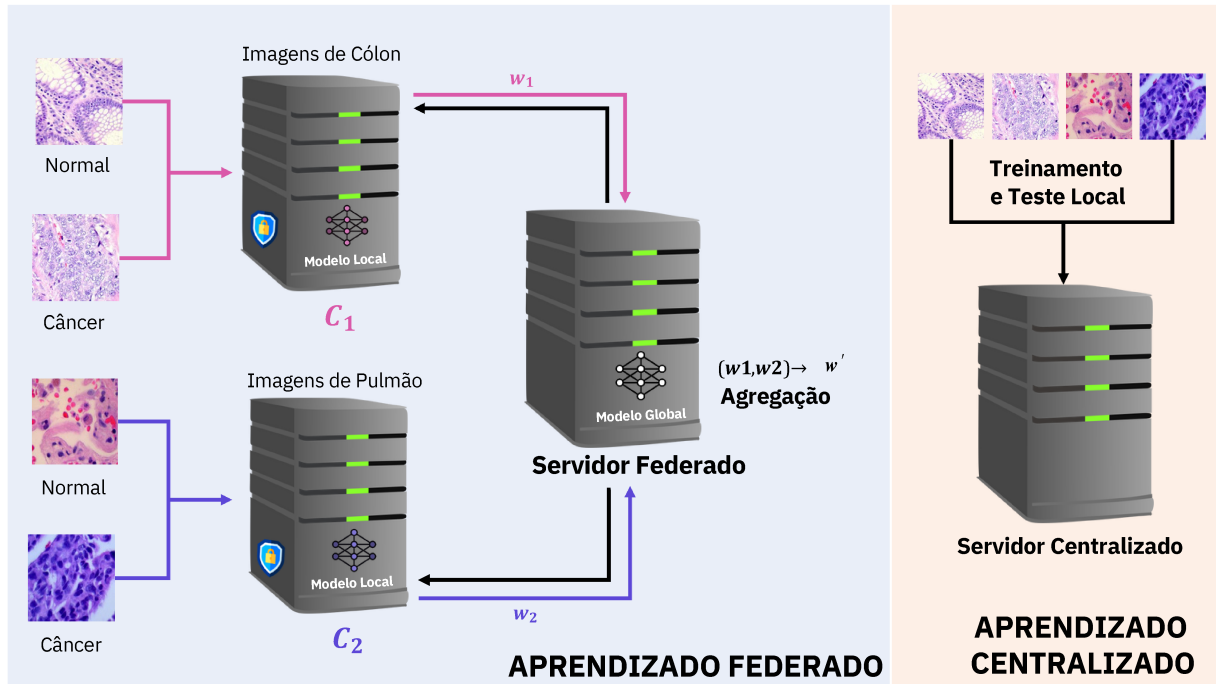 Imagens de Cólon
Normal
Câncer
Modelo Local
C1
w1
Imagens de Pulmão
Normal
Câncer
Modelo Local
C2
w2
Modelo Global
(w1,w2)→ w'
Agregação
Servidor Federado
APRENDIZADO FEDERADO
Treinamento
e Teste Local
Servidor Centralizado
APRENDIZADO
CENTRALIZADO